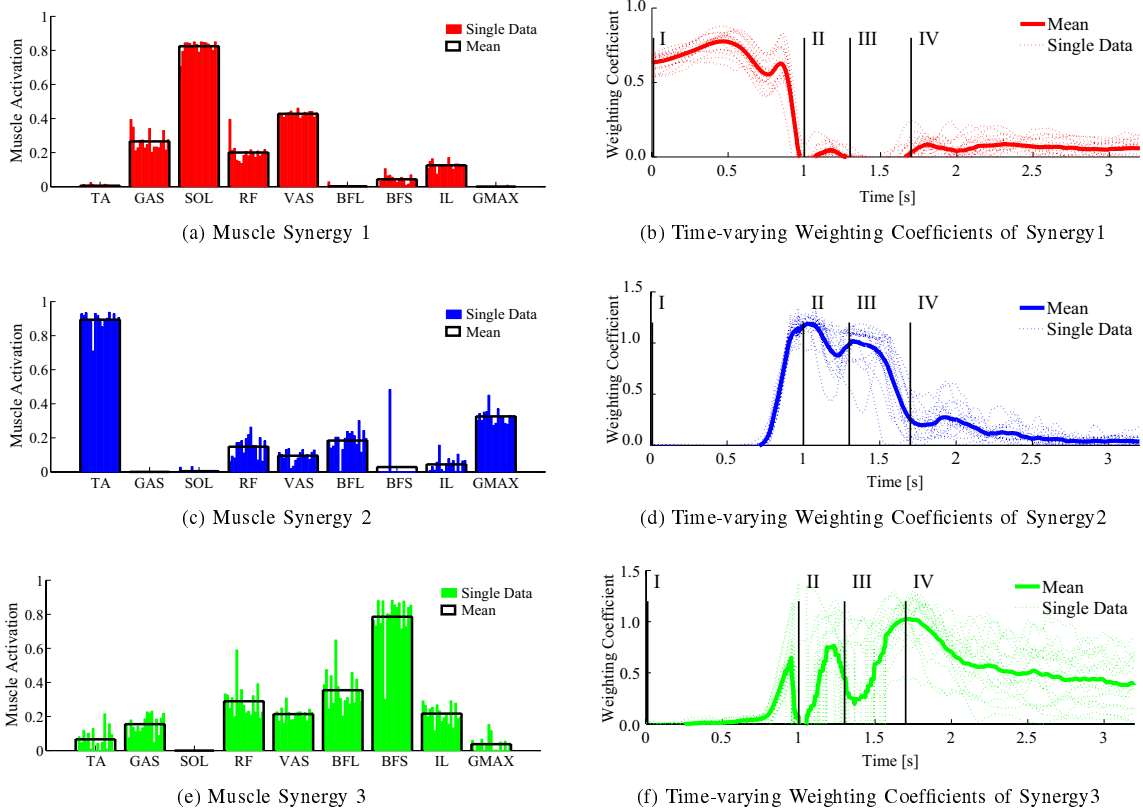 Muscle Activation
1
0.8
0.6
0.4
0.2
0
Single Data
Mean
TA GAS SOL RF VAS BFL BFS IL GMAX
(a) Muscle Synergy 1
Weighting Coefficient
1.0
0.5
0.0
I II III IV
Mean
Single Data
0 0.5 1 1.5 2 2.5 3
Time [s]
(b) Time-varying Weighting Coefficients of Synergy1
Muscle Activation
1
0.8
0.6
0.4
0.2
0
Single Data
Mean
TA GAS SOL RF VAS BFL BFS IL GMAX
(c) Muscle Synergy 2
Weighting Coefficient
1.5
1.0
0.5
0.0
I II III IV
Mean
Single Data
0 0.5 1 1.5 2 2.5 3
Time [s]
(d) Time-varying Weighting Coefficients of Synergy2
Muscle Activation
1
0.8
0.6
0.4
0.2
0
Single Data
Mean
TA GAS SOL RF VAS BFL BFS IL GMAX
(e) Muscle Synergy 3
Weighting Coefficient
1.5
1.0
0.5
0.0
I II III IV
Mean
Single Data
0 0.5 1 1.5 2 2.5 3
Time [s]
(f) Time-varying Weighting Coefficients of Synergy3